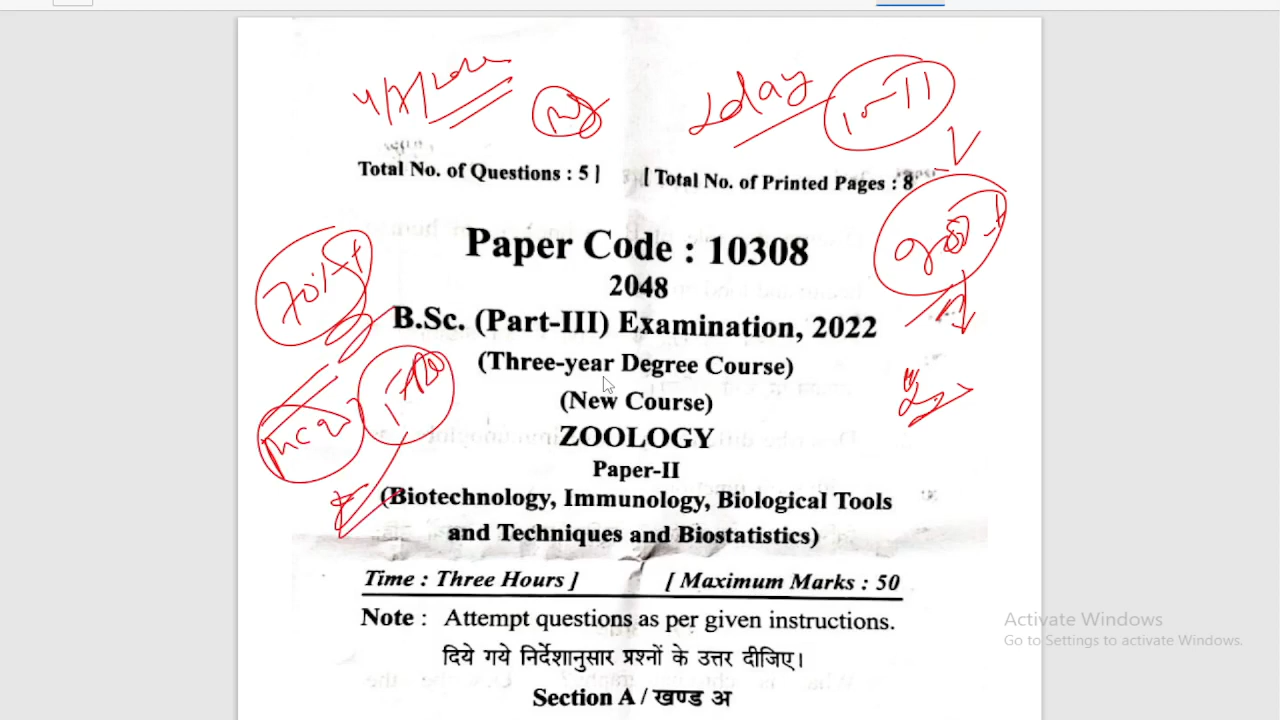 1day 10-11
Total No. of Questions : 5 ] [ Total No. of Printed Pages : 8
Paper Code : 10308
2048
B.Sc. (Part-III) Examination, 2022
(Three-year Degree Course)
(New Course)
ZOOLOGY
Paper-II
(Biotechnology, Immunology, Biological Tools
and Techniques and Biostatistics)
Time : Three Hours ] [ Maximum Marks : 50
Note : Attempt questions as per given instructions.
दिये गये निर्देशानुसार प्रश्नों के उत्तर दीजिए।
Section A / खण्ड अ
Activate Windows
Go to Settings to activate Windows.